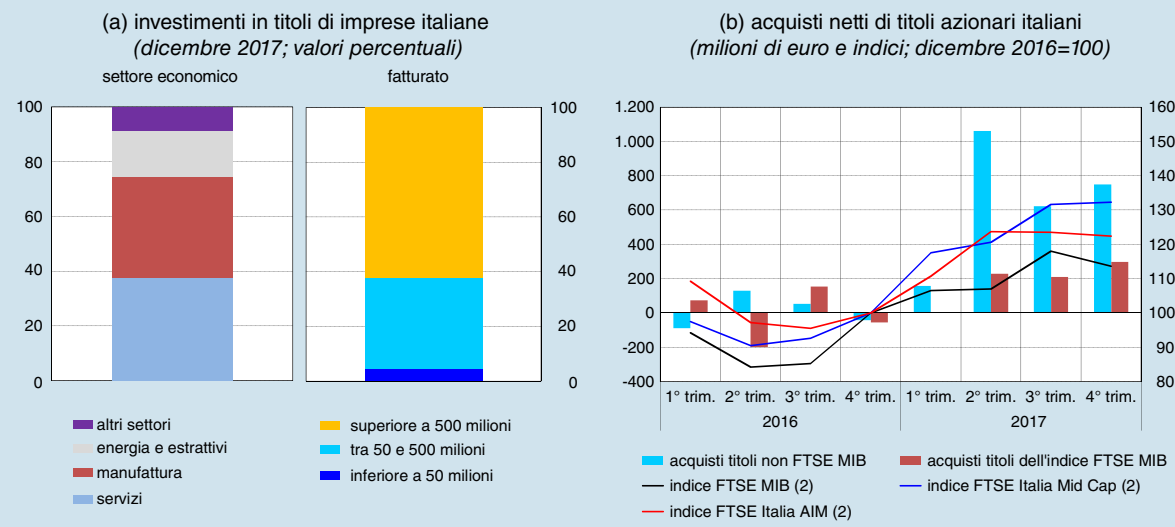 (a) investimenti in titoli di imprese italiane
(dicembre 2017; valori percentuali)
settore economico
fatturato
100
80
60
40
20
0
100
80
60
40
20
0
altri settori
energia e estrattivi
manufattura
servizi
superiore a 500 milioni
tra 50 e 500 milioni
inferiore a 50 milioni
(b) acquisti netti di titoli azionari italiani
(milioni di euro e indici; dicembre 2016=100)
1.200
1.000
800
600
400
200
0
-200
-400
160
150
140
130
120
110
100
90
80
1° trim. 2° trim. 3° trim. 4° trim. 1° trim. 2° trim. 3° trim. 4° trim.
2016 2017
acquisti titoli non FTSE MIB
acquisti titoli dell'indice FTSE MIB
indice FTSE MIB (2)
indice FTSE Italia Mid Cap (2)
indice FTSE Italia AIM (2)